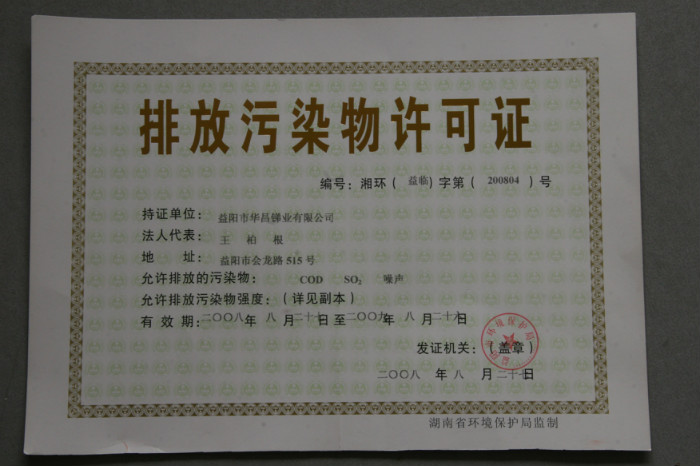 排放污染物许可证
编号：湘环（益临）字第（200804）号
持证单位：益阳市华昌锑业有限公司
法人代表：王柏根
地 址：益阳市会龙路515号
允许排放的污染物：COD SO₂ 噪声
允许排放污染物强度：（详见副本）
有效期：二〇〇八年八月二十七日至二〇〇九年八月二十六日
发证机关：（盖章）
二〇〇八年八月二十七日
湖南省环境保护局监制